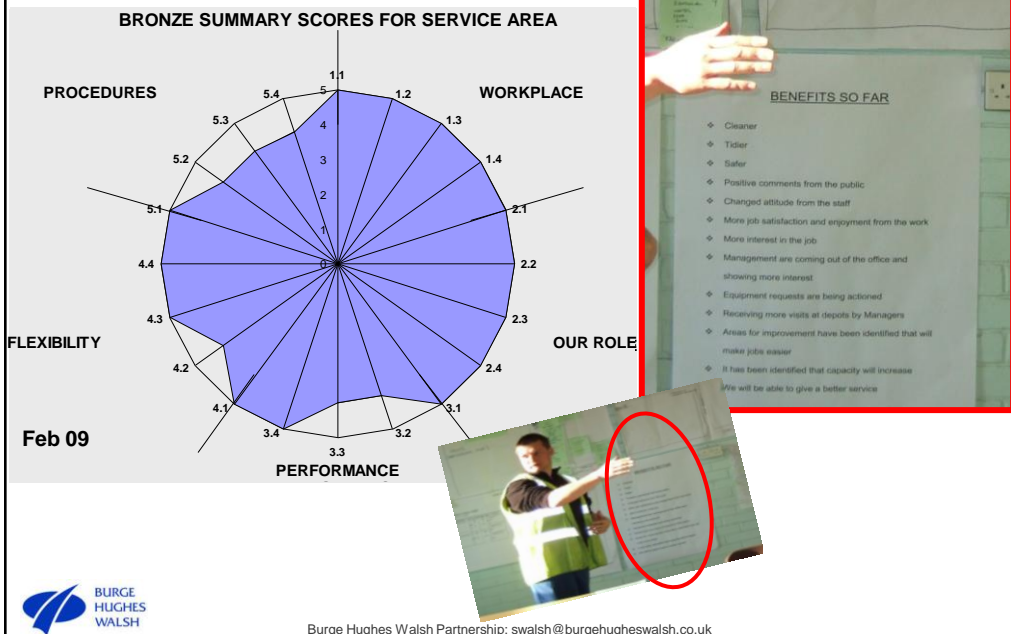 BRONZE SUMMARY SCORES FOR SERVICE AREA
PROCEDURES
WORKPLACE
OUR ROLE
PERFORMANCE
FLEXIBILITY
1.1
1.2
1.3
1.4
2.1
2.2
2.3
2.4
3.1
3.2
3.3
3.4
4.1
4.2
4.3
4.4
5.1
5.2
5.3
5.4
5
4
3
2
1
0
Feb 09
BENEFITS SO FAR
❖ Cleaner
❖ Tidier
❖ Safer
❖ Positive comments from the public
❖ Changed attitude from the staff
❖ More job satisfaction and enjoyment from the work
❖ More interest in the job
❖ Management are coming out of the office and
showing more interest
❖ Equipment requests are being actioned
❖ Receiving more visits at depots by Managers
❖ Areas for improvement have been identified that will
make jobs easier
❖ It has been identified that capacity will increase
We will be able to give a better service
BURGE
HUGHES
WALSH
Burge Hughes Walsh Partnership: swalsh@burgehugheswalsh.co.uk